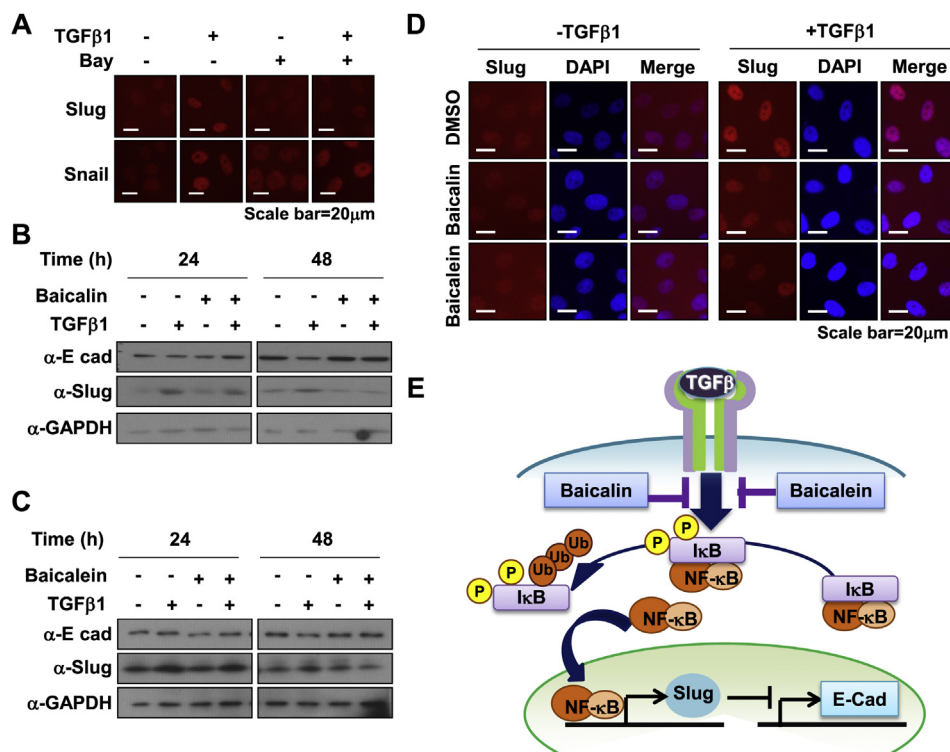 A
TGFβ1 - + - +
Bay - - + +
Slug
Snail
Scale bar=20μm
B
Time (h) 24 48
Baicalin - - + + - - + +
TGFβ1 - + - + - + - +
α-E cad
α-Slug
α-GAPDH
C
Time (h) 24 48
Baicalein - - + + - - + +
TGFβ1 - + - + - + - +
α-E cad
α-Slug
α-GAPDH
D
-TGFβ1 +TGFβ1
Slug DAPI Merge Slug DAPI Merge
DMSO
Baicalin
Baicalein
Scale bar=20μm
E
TGFβ
Baicalin Baicalein
P P IκB NF-κB
Ub Ub Ub
P P IκB
IκB NF-κB
NF-κB
NF-κB Slug E-Cad